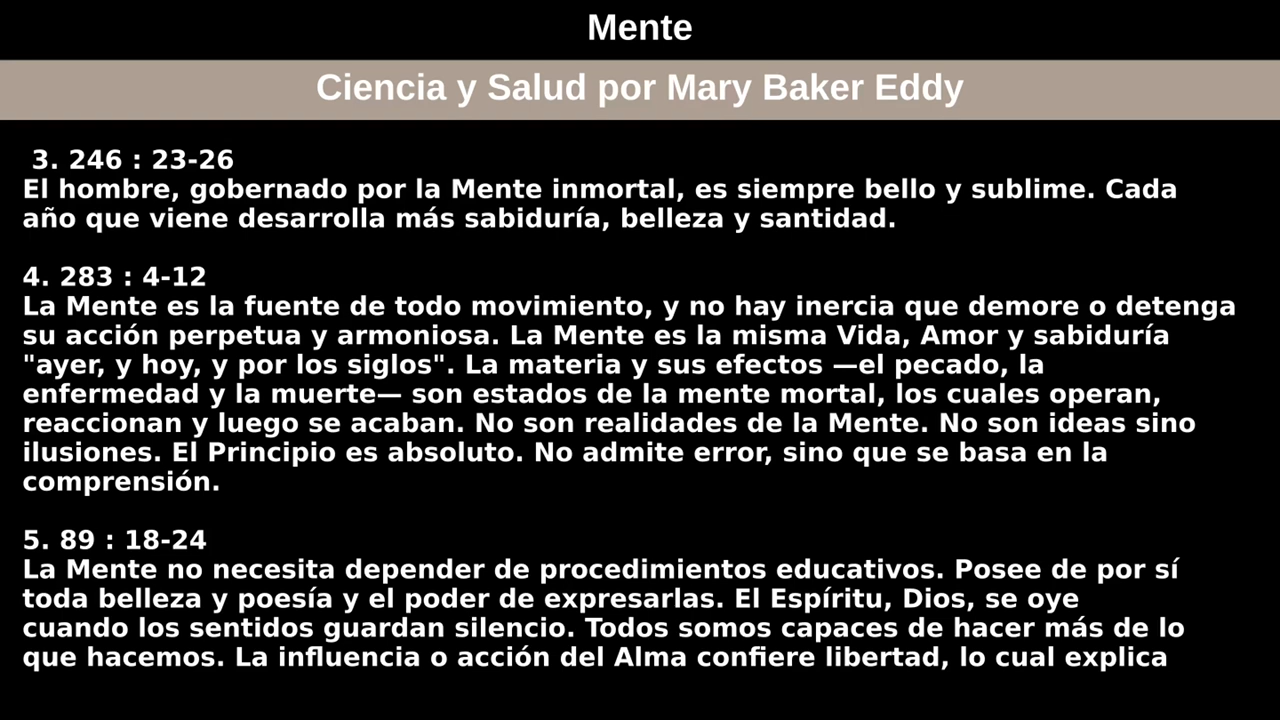 Mente
Ciencia y Salud por Mary Baker Eddy
3. 246 : 23-26
El hombre, gobernado por la Mente inmortal, es siempre bello y sublime. Cada
año que viene desarrolla más sabiduría, belleza y santidad.
4. 283 : 4-12
La Mente es la fuente de todo movimiento, y no hay inercia que demore o detenga
su acción perpetua y armoniosa. La Mente es la misma Vida, Amor y sabiduría
"ayer, y hoy, y por los siglos". La materia y sus efectos —el pecado, la
enfermedad y la muerte— son estados de la mente mortal, los cuales operan,
reaccionan y luego se acaban. No son realidades de la Mente. No son ideas sino
ilusiones. El Principio es absoluto. No admite error, sino que se basa en la
comprensión.
5. 89 : 18-24
La Mente no necesita depender de procedimientos educativos. Posee de por sí
toda belleza y poesía y el poder de expresarlas. El Espíritu, Dios, se oye
cuando los sentidos guardan silencio. Todos somos capaces de hacer más de lo
que hacemos. La influencia o acción del Alma confiere libertad, lo cual explica